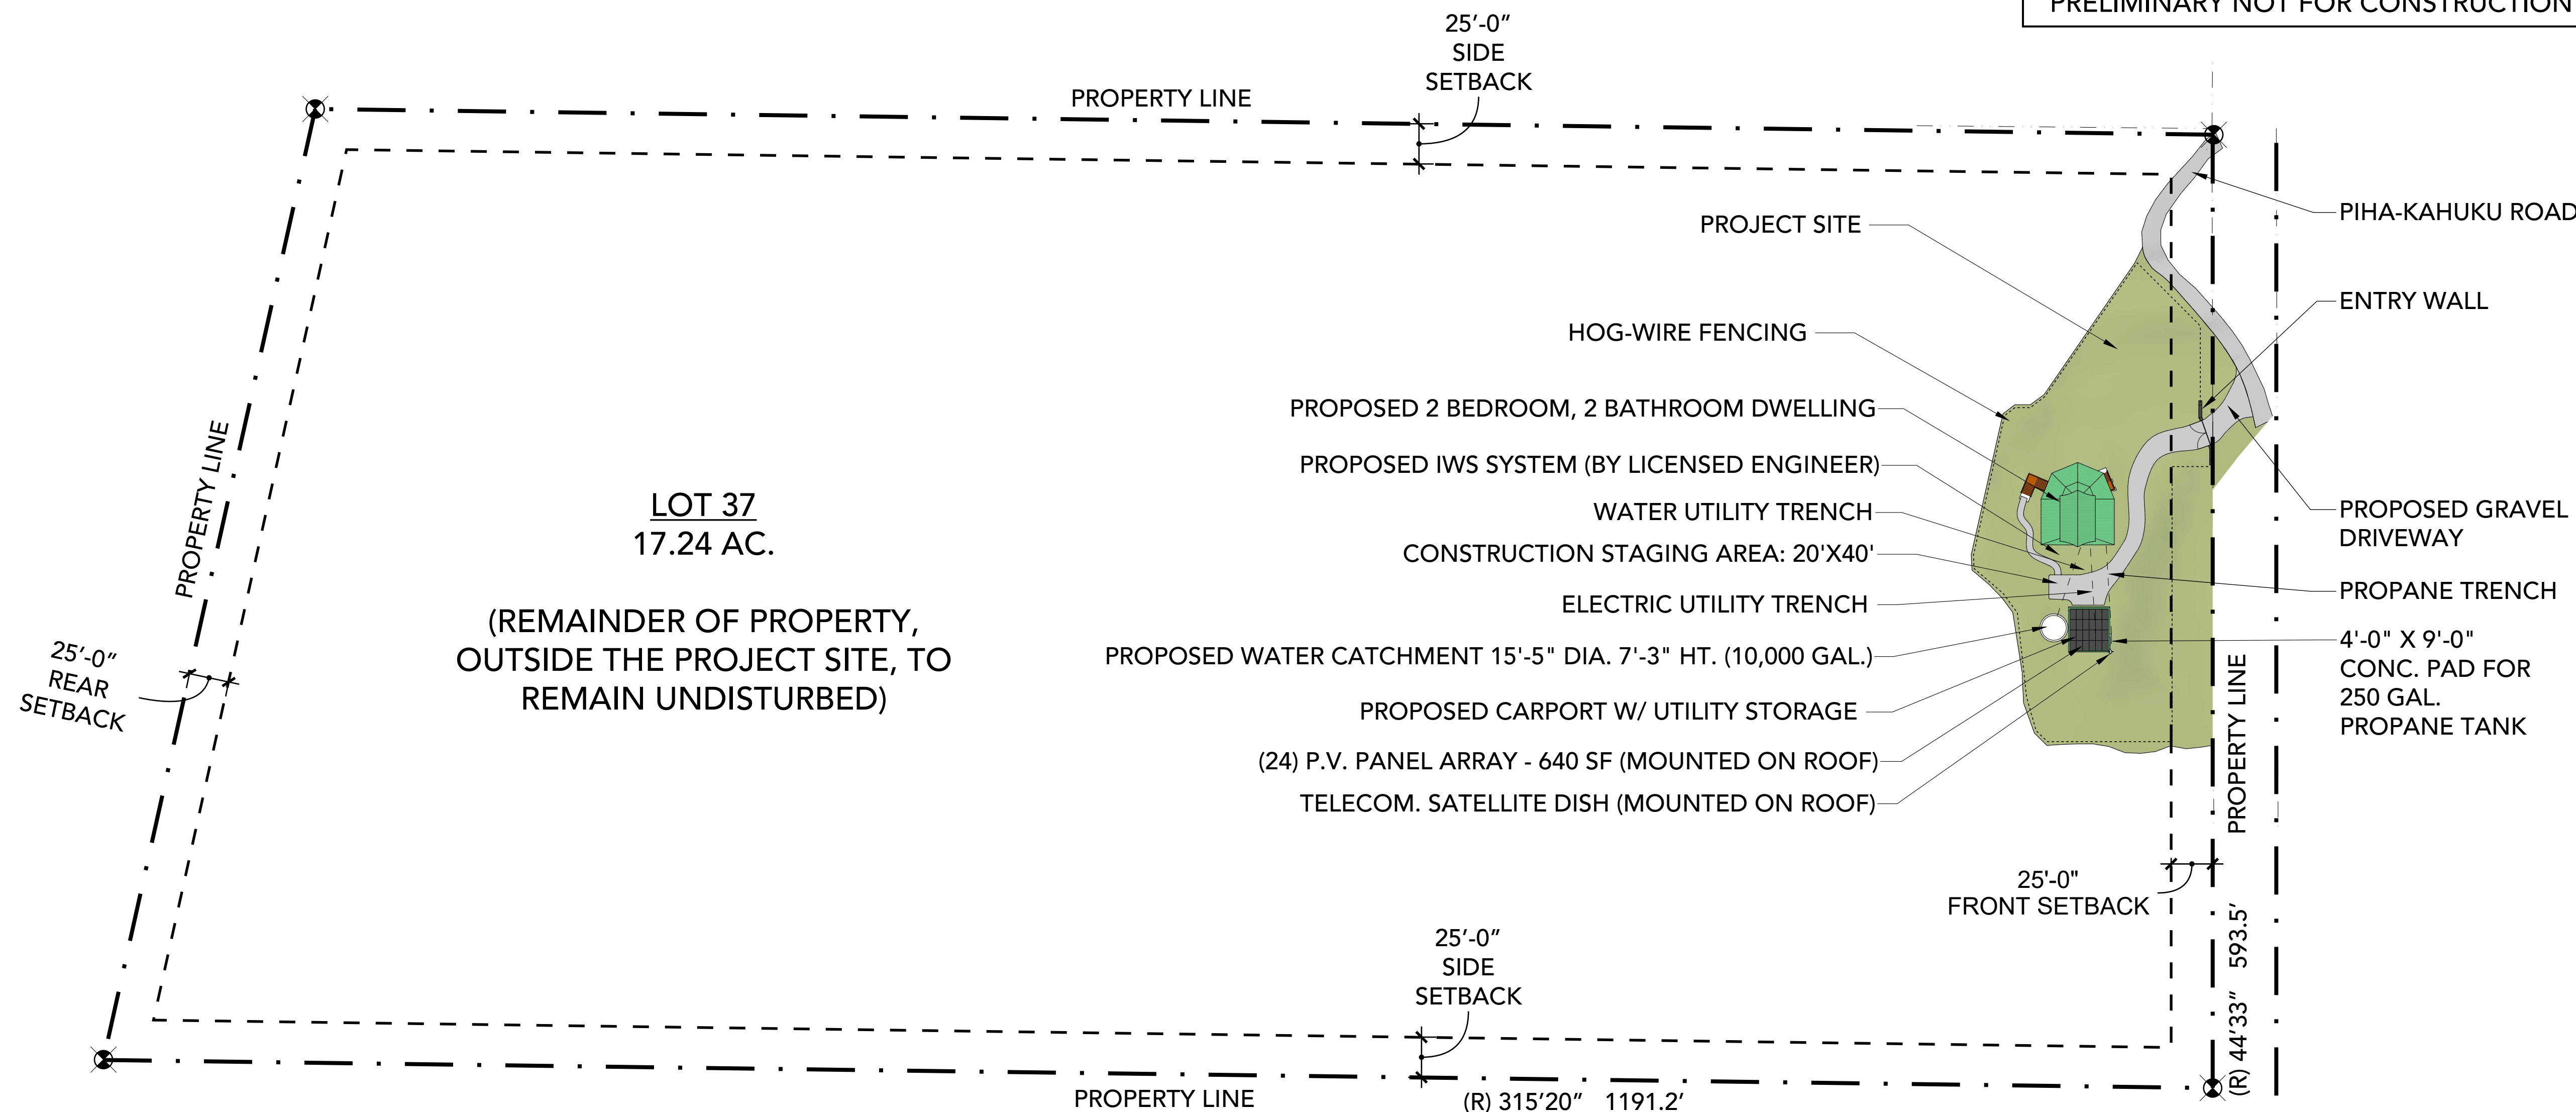 PRELIMINARY NOT FOR CONSTRUCTION
25'-0"
SIDE
SETBACK
PROPERTY LINE
PROJECT SITE
HOG-WIRE FENCING
PROPOSED 2 BEDROOM, 2 BATHROOM DWELLING
PROPOSED IWS SYSTEM (BY LICENSED ENGINEER)
WATER UTILITY TRENCH
CONSTRUCTION STAGING AREA: 20'X40'
ELECTRIC UTILITY TRENCH
PROPOSED WATER CATCHMENT 15'-5" DIA. 7'-3" HT. (10,000 GAL.)
PROPOSED CARPORT W/ UTILITY STORAGE
(24) P.V. PANEL ARRAY - 640 SF (MOUNTED ON ROOF)
TELECOM. SATELLITE DISH (MOUNTED ON ROOF)
PIHA-KAHUKU ROAD
ENTRY WALL
PROPOSED GRAVEL
DRIVEWAY
PROPANE TRENCH
4'-0" X 9'-0"
CONC. PAD FOR
250 GAL.
PROPANE TANK
PROPERTY LINE
LOT 37
17.24 AC.
(REMAINDER OF PROPERTY,
OUTSIDE THE PROJECT SITE, TO
REMAIN UNDISTURBED)
25'-0"
REAR
SETBACK
PROPERTY LINE
25'-0"
FRONT SETBACK
(R) 44'33" 593.5'
25'-0"
SIDE
SETBACK
PROPERTY LINE
(R) 315'20" 1191.2'